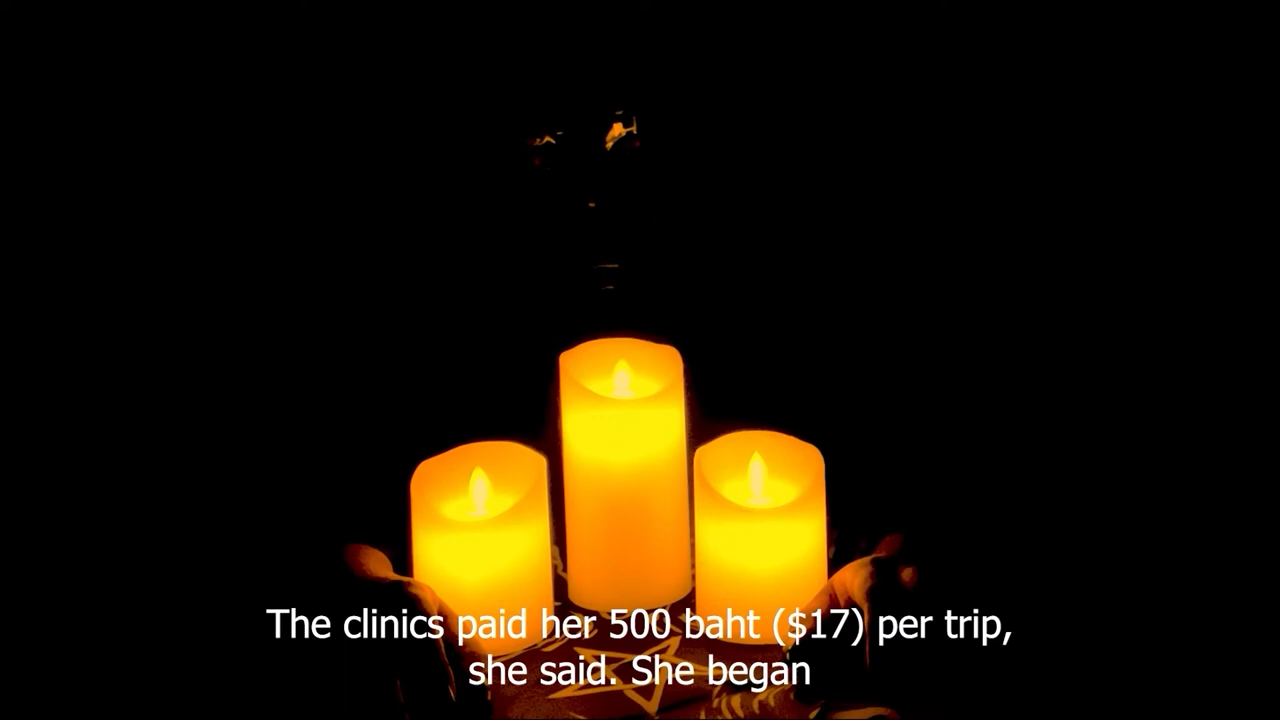 The clinics paid her 500 baht ($17) per trip,
she said. She began